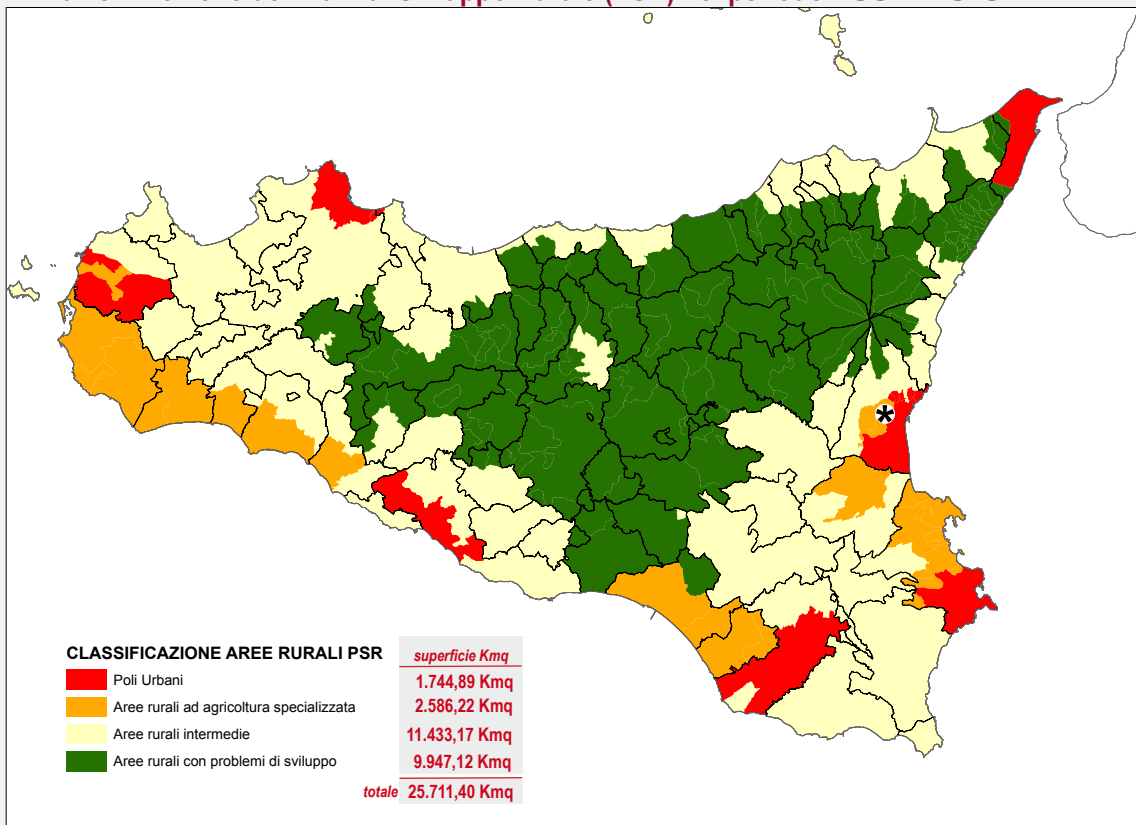 CLASSIFICAZIONE AREE RURALI PSR
superficie Kmq
Poli Urbani 1.744,89 Kmq
Aree rurali ad agricoltura specializzata 2.586,22 Kmq
Aree rurali intermedie 11.433,17 Kmq
Aree rurali con problemi di sviluppo 9.947,12 Kmq
totale 25.711,40 Kmq